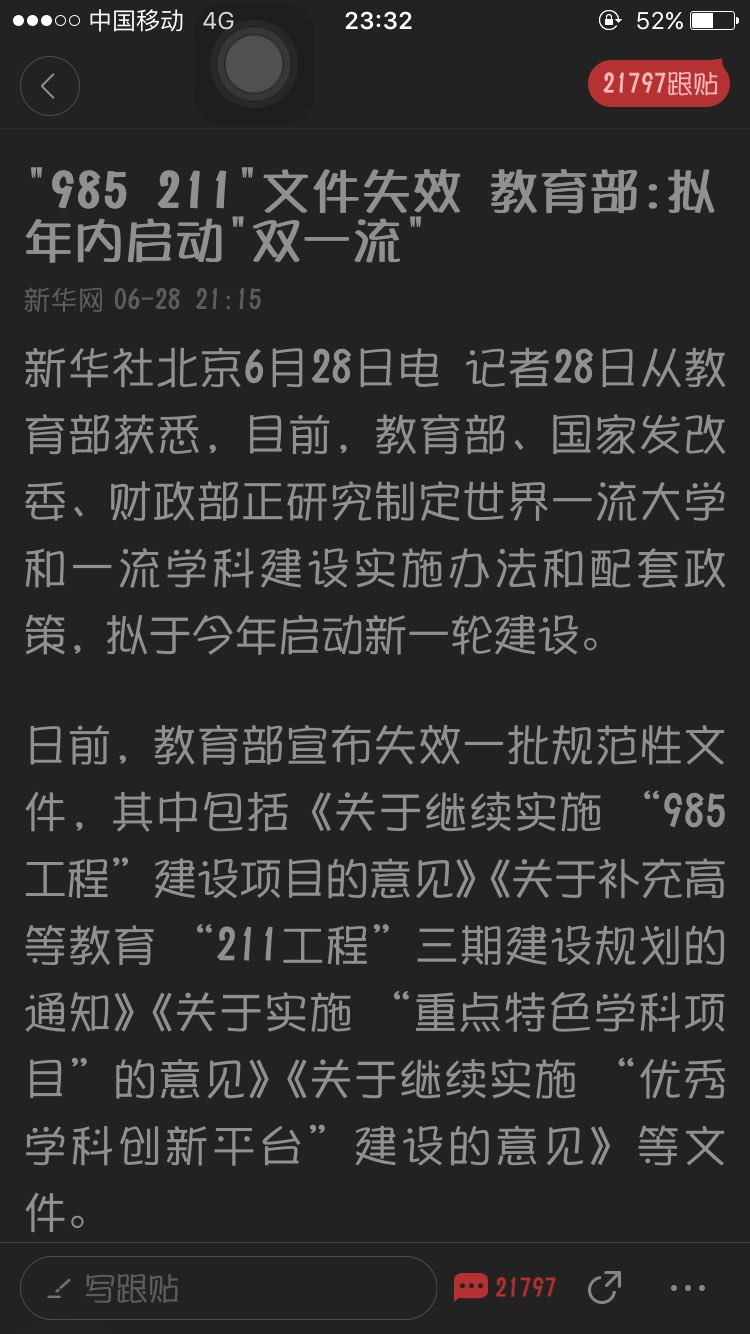 中国移动 4G 23:32 52%
21797跟贴
"985 211"文件失效 教育部:拟
年内启动"双一流"
新华网 06-28 21:15
新华社北京6月28日电 记者28日从教
育部获悉，目前，教育部、国家发改
委、财政部正研究制定世界一流大学
和一流学科建设实施办法和配套政
策，拟于今年启动新一轮建设。
日前，教育部宣布失效一批规范性文
件，其中包括《关于继续实施 “985
工程”建设项目的意见》《关于补充高
等教育 “211工程” 三期建设规划的
通知》《关于实施 “重点特色学科项
目” 的意见》《关于继续实施 “优秀
学科创新平台” 建设的意见》等文
件。
写跟贴 21797